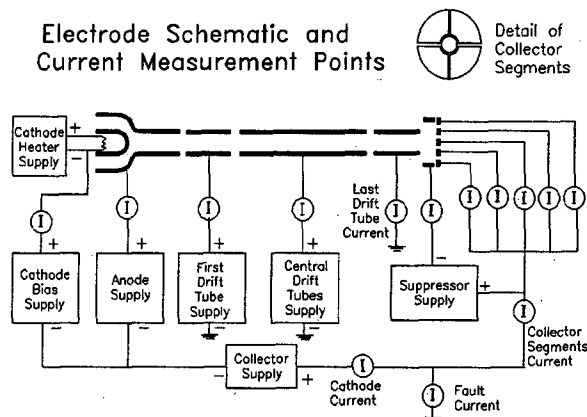 Electrode Schematic and
Current Measurement Points
Detail of
Collector
Segments
Cathode
Heater
Supply
+
−
I
I
I
I
Last
Drift
Tube
Current
I
I
I
I
I
I
I
+
+
+
+
−
Cathode
Bias
Supply
Anode
Supply
First
Drift
Tube
Supply
Central
Drift
Tubes
Supply
Suppressor
Supply
+
−
−
−
−
I
Collector
Segments
Current
Collector
Supply
−
+
I
Cathode
Current
I
Fault
Current